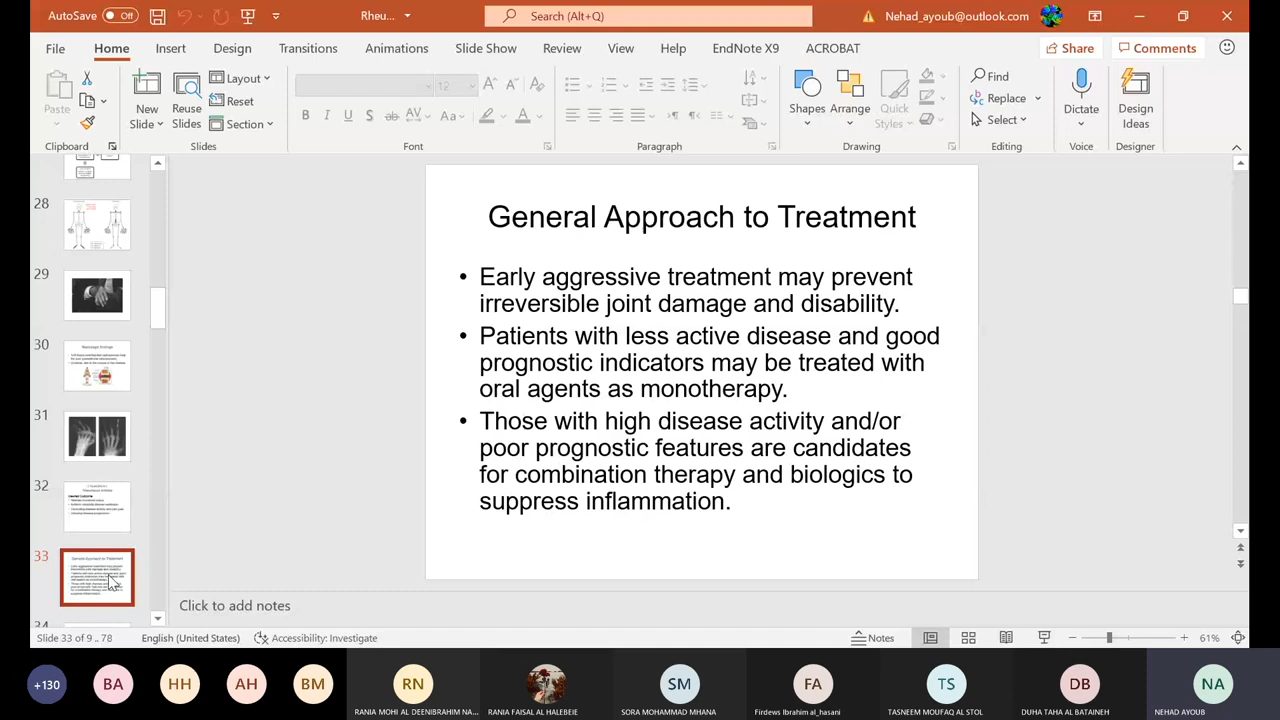 AutoSave Off Rheu... Search (Alt+Q) Nehad_ayoub@outlook.com
File Home Insert Design Transitions Animations Slide Show Review View Help EndNote X9 ACROBAT Share Comments
Paste New Slide Reuse Slides Layout Reset Section 12 Shapes Arrange Quick Styles Find Replace Select Dictate Design Ideas
Clipboard Slides Font Paragraph Drawing Editing Voice Designer
28
29
30
31
32
33
34
General Approach to Treatment
• Early aggressive treatment may prevent
irreversible joint damage and disability.
• Patients with less active disease and good
prognostic indicators may be treated with
oral agents as monotherapy.
• Those with high disease activity and/or
poor prognostic features are candidates
for combination therapy and biologics to
suppress inflammation.
Click to add notes
Slide 33 of 9 .. 78 English (United States) Accessibility: Investigate Notes 61%
+130 BA HH AH BM RN SM FA TS DB NA
RANIA MOHI AL DEENIBRAHIM NA... RANIA FAISAL AL HALEBEIE SORA MOHAMMAD MHANA Firdews Ibrahim al_hasani TASNEEM MOUFAQ AL STOL DUHA TAHA AL BATAINEH NEHAD AYOUB